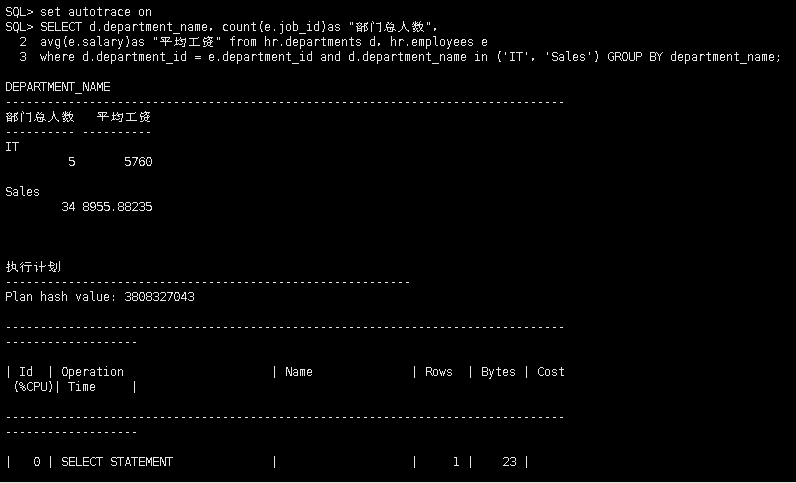 SQL> set autotrace on
SQL> SELECT d.department_name, count(e.job_id)as "部门总人数",
  2  avg(e.salary)as "平均工资" from hr.departments d, hr.employees e
  3  where d.department_id = e.department_id and d.department_name in ('IT', 'Sales') GROUP BY department_name;
DEPARTMENT_NAME
--------------------------------------------------------------------------------
部门总人数   平均工资
---------- ----------
IT
         5       5760
Sales
        34 8955.88235
执行计划
----------------------------------------------------------
Plan hash value: 3808327043
--------------------------------------------------------------------------------
-------------------
| Id  | Operation                     | Name              | Rows  | Bytes | Cost
 (%CPU)| Time     |
--------------------------------------------------------------------------------
-------------------
|   0 | SELECT STATEMENT              |                   |     1 |    23 |